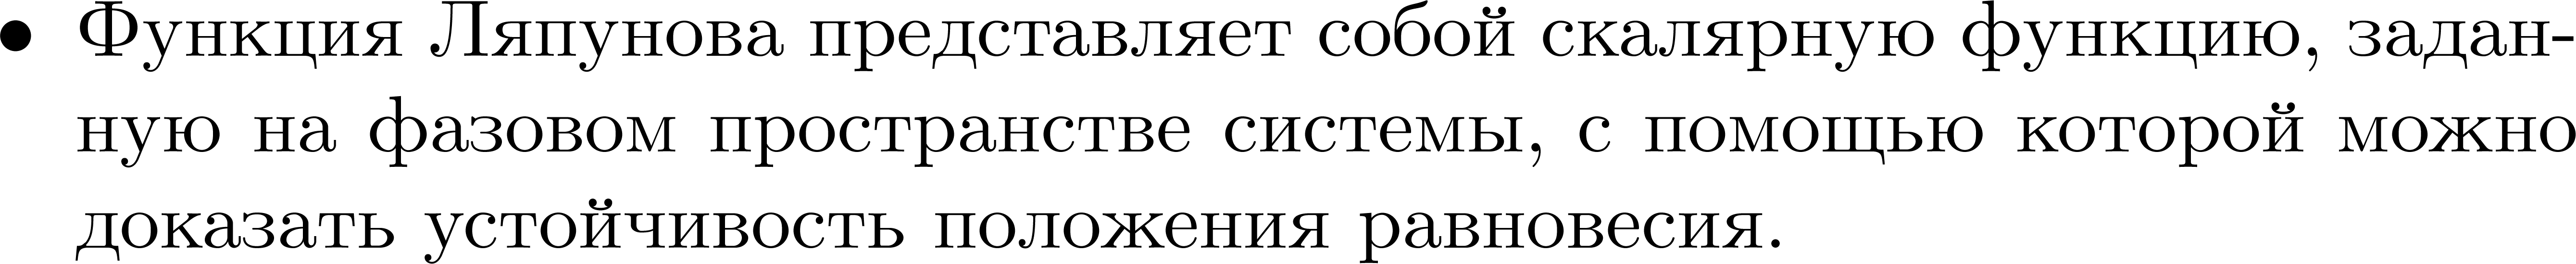 • Функция Ляпунова представляет собой скалярную функцию, задан-
ную на фазовом пространстве системы, с помощью которой можно
доказать устойчивость положения равновесия.